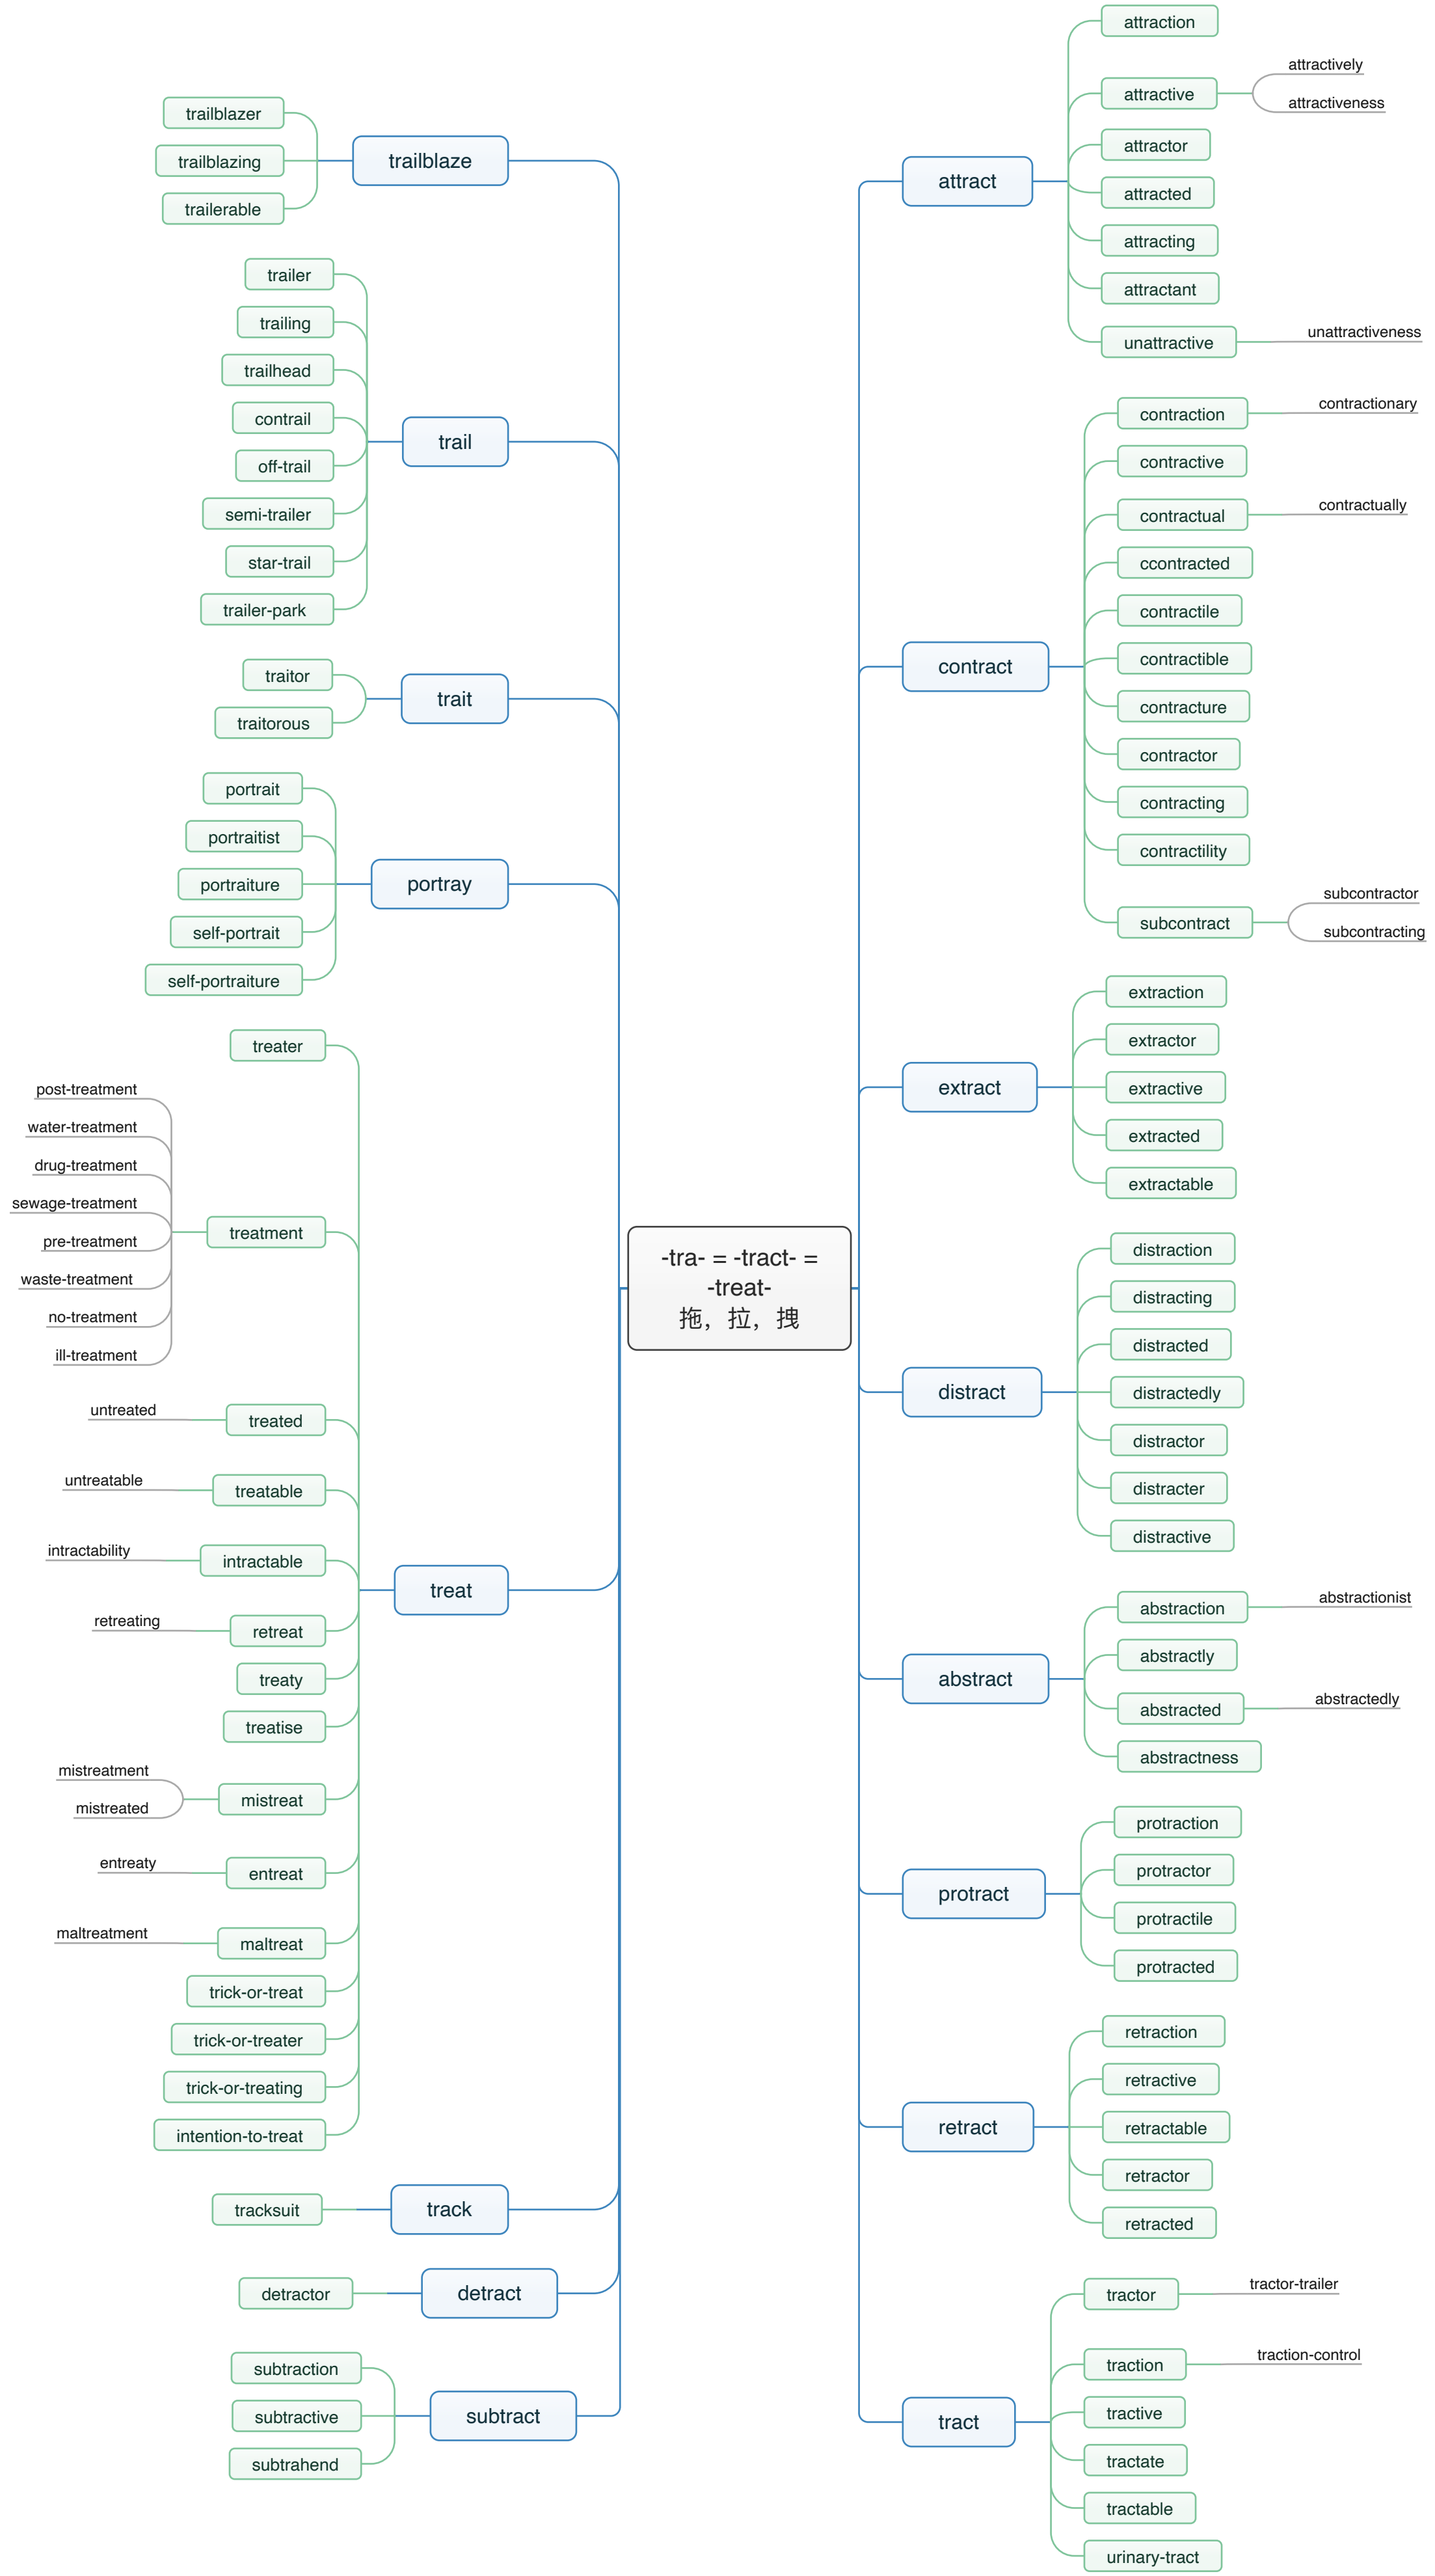 -tra- = -tract- =
-treat-
拖，拉，拽
attract
attraction
attractive
attractively
attractiveness
attractor
attracted
attracting
attractant
unattractive
unattractiveness
contract
contraction
contractionary
contractive
contractual
contractually
ccontracted
contractile
contractible
contracture
contractor
contracting
contractility
subcontract
subcontractor
subcontracting
extract
extraction
extractor
extractive
extracted
extractable
distract
distraction
distracting
distracted
distractedly
distractor
distracter
distractive
abstract
abstraction
abstractionist
abstractly
abstracted
abstractedly
abstractness
protract
protraction
protractor
protractile
protracted
retract
retraction
retractive
retractable
retractor
retracted
tract
tractor
tractor-trailer
traction
traction-control
tractive
tractate
tractable
urinary-tract
trailblaze
trailblazer
trailblazing
trailerable
trail
trailer
trailing
trailhead
contrail
off-trail
semi-trailer
star-trail
trailer-park
trait
traitor
traitorous
portray
portrait
portraitist
portraiture
self-portrait
self-portraiture
treat
treater
treatment
post-treatment
water-treatment
drug-treatment
sewage-treatment
pre-treatment
waste-treatment
no-treatment
ill-treatment
treated
untreated
treatable
untreatable
intractable
intractability
retreat
retreating
treaty
treatise
mistreat
mistreatment
mistreated
entreat
entreaty
maltreat
maltreatment
trick-or-treat
trick-or-treater
trick-or-treating
intention-to-treat
track
tracksuit
detract
detractor
subtract
subtraction
subtractive
subtrahend